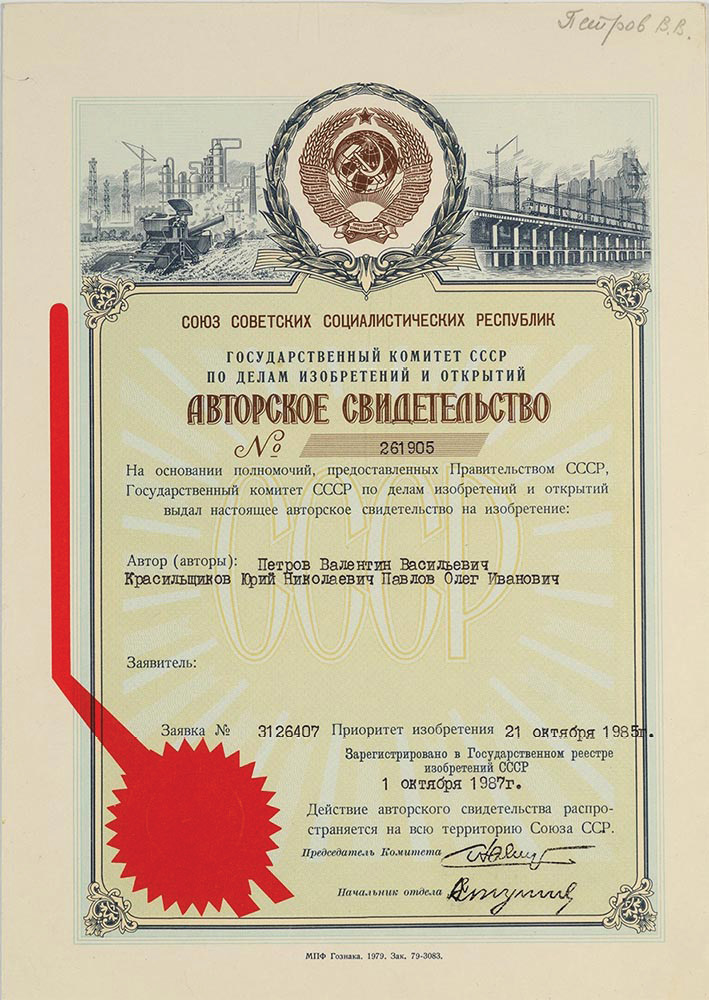 Петров В.В.
СОЮЗ СОВЕТСКИХ СОЦИАЛИСТИЧЕСКИХ РЕСПУБЛИК
ГОСУДАРСТВЕННЫЙ КОМИТЕТ СССР
ПО ДЕЛАМ ИЗОБРЕТЕНИЙ И ОТКРЫТИЙ
АВТОРСКОЕ СВИДЕТЕЛЬСТВО
№ 261905
На основании полномочий, предоставленных Правительством СССР,
Государственный комитет СССР по делам изобретений и открытий
выдал настоящее авторское свидетельство на изобретение:
СССР
Автор (авторы): Петров Валентин Васильевич
Красильщиков Юрий Николаевич Павлов Олег Иванович
Заявитель:
Заявка № 3126407 Приоритет изобретения 21 октября 1985г.
Зарегистрировано в Государственном реестре
изобретений СССР
1 октября 1987г.
Действие авторского свидетельства распро-
страняется на всю территорию Союза ССР.
Председатель Комитета
Начальник отдела
МПФ Гознака. 1979. Зак. 79-3083.